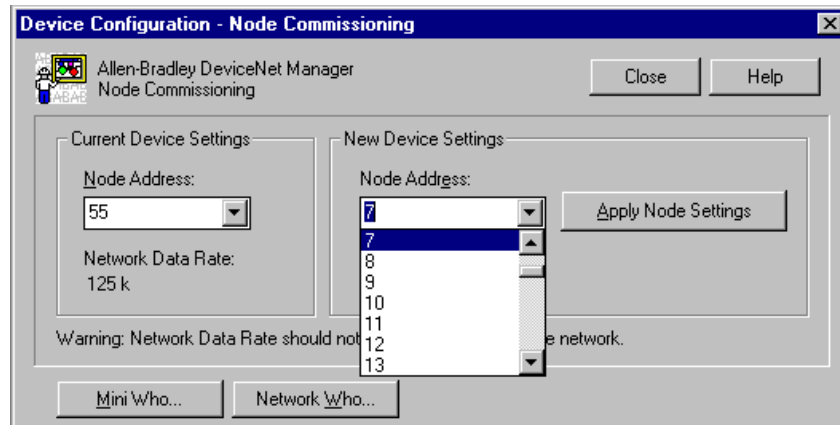 Device Configuration - Node Commissioning
Allen-Bradley DeviceNet Manager
Node Commissioning
Close
Help
Current Device Settings
Node Address:
55
Network Data Rate:
125 k
New Device Settings
Node Address:
7
Apply Node Settings
7
8
9
10
11
12
13
Warning: Network Data Rate should not e network.
Mini Who...
Network Who...